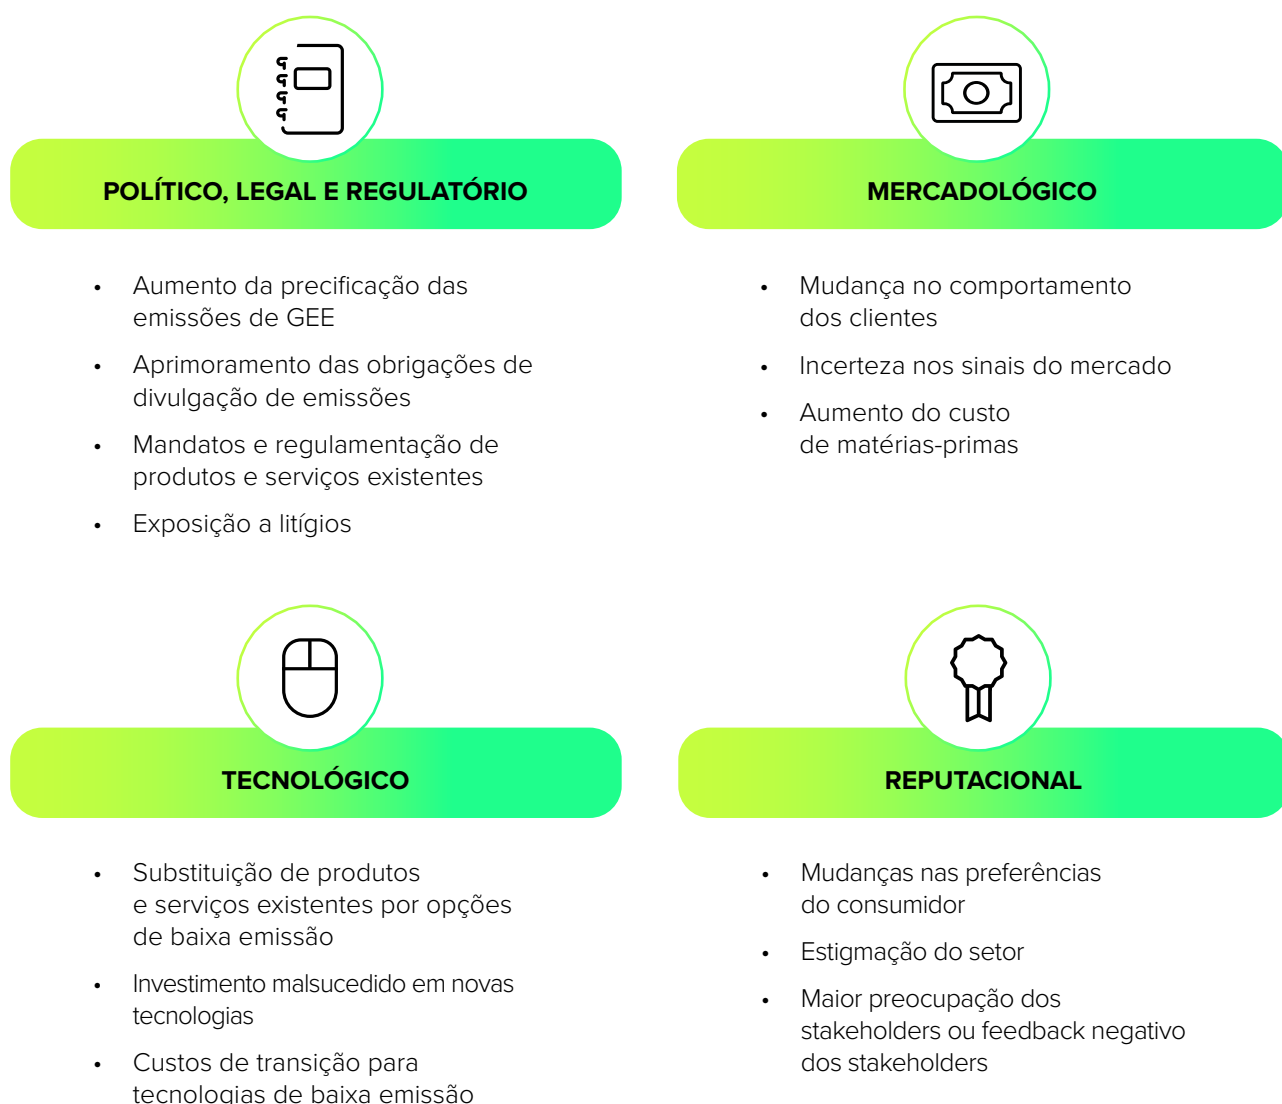 POLÍTICO, LEGAL E REGULATÓRIO
• Aumento da precificação das
emissões de GEE
• Aprimoramento das obrigações de
divulgação de emissões
• Mandatos e regulamentação de
produtos e serviços existentes
• Exposição a litígios
MERCADOLÓGICO
• Mudança no comportamento
dos clientes
• Incerteza nos sinais do mercado
• Aumento do custo
de matérias-primas
TECNOLÓGICO
• Substituição de produtos
e serviços existentes por opções
de baixa emissão
• Investimento malsucedido em novas
tecnologias
• Custos de transição para
tecnologias de baixa emissão
REPUTACIONAL
• Mudanças nas preferências
do consumidor
• Estigmação do setor
• Maior preocupação dos
stakeholders ou feedback negativo
dos stakeholders